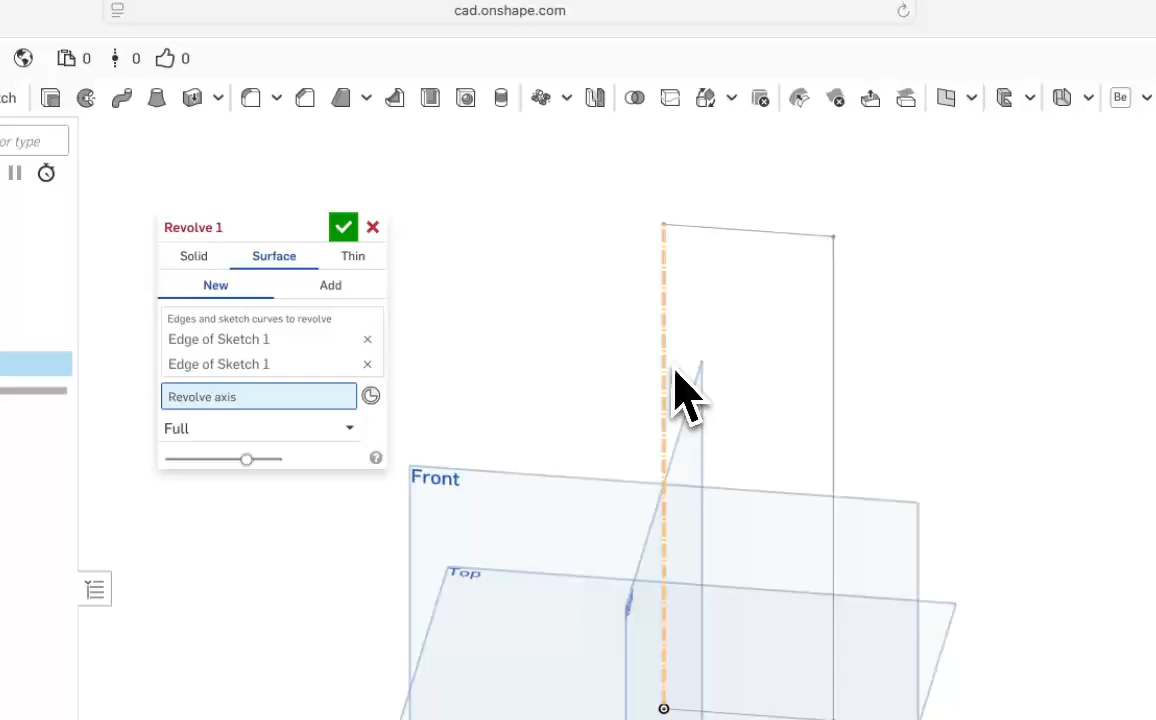 cad.onshape.com
0 0 0
tch
Be
or type
Revolve 1
Solid Surface Thin
New Add
Edges and sketch curves to revolve
Edge of Sketch 1
Edge of Sketch 1
Revolve axis
Full
Front
Top